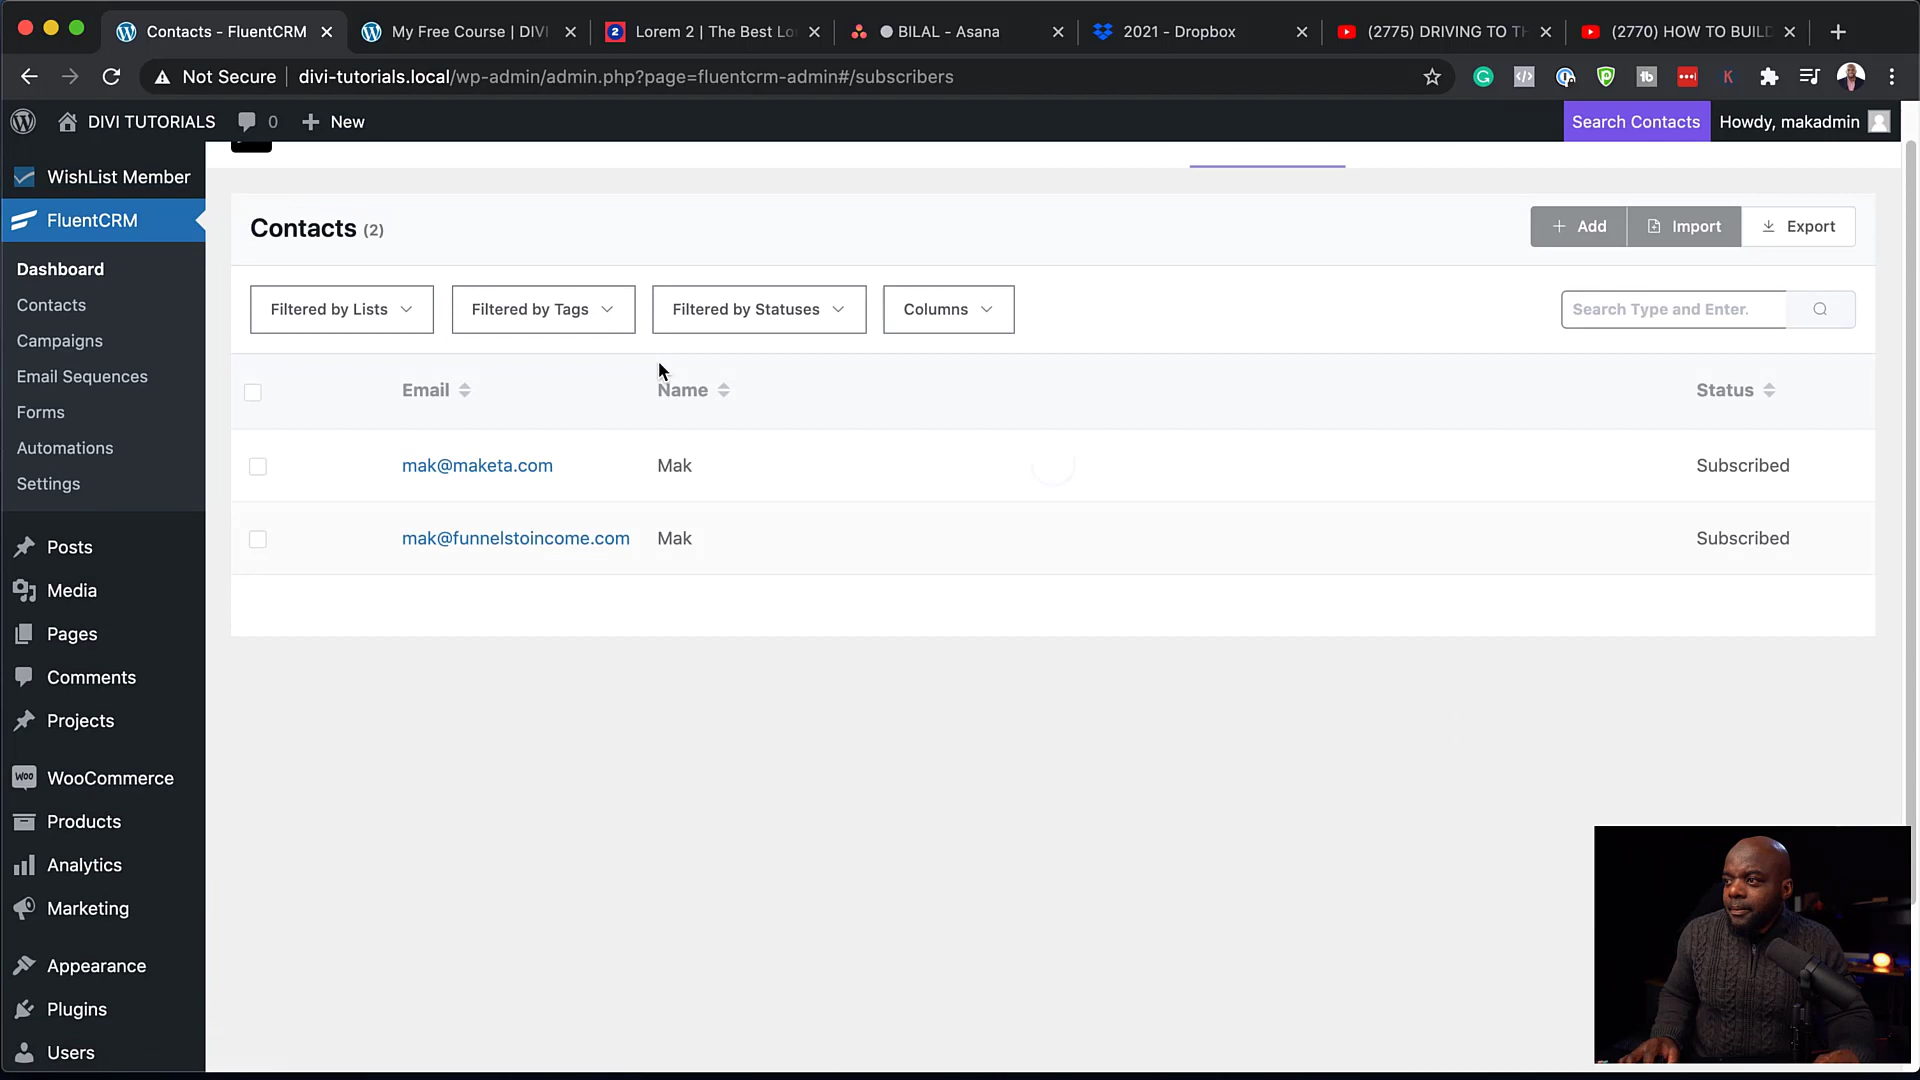 Contacts - FluentCRM
My Free Course | DIVI
Lorem 2 | The Best Lo
BILAL - Asana
2021 - Dropbox
(2775) DRIVING TO TH
(2770) HOW TO BUILD
Not Secure
divi-tutorials.local/wp-admin/admin.php?page=fluentcrm-admin#/subscribers
DIVI TUTORIALS
0
New
Search Contacts
Howdy, makadmin
WishList Member
FluentCRM
Dashboard
Contacts
Campaigns
Email Sequences
Forms
Automations
Settings
Posts
Media
Pages
Comments
Projects
WooCommerce
Products
Analytics
Marketing
Appearance
Plugins
Users
Contacts (2)
Add
Import
Export
Filtered by Lists
Filtered by Tags
Filtered by Statuses
Columns
Search Type and Enter.
Email
Name
Status
mak@maketa.com
Mak
Subscribed
mak@funnelstoincome.com
Mak
Subscribed